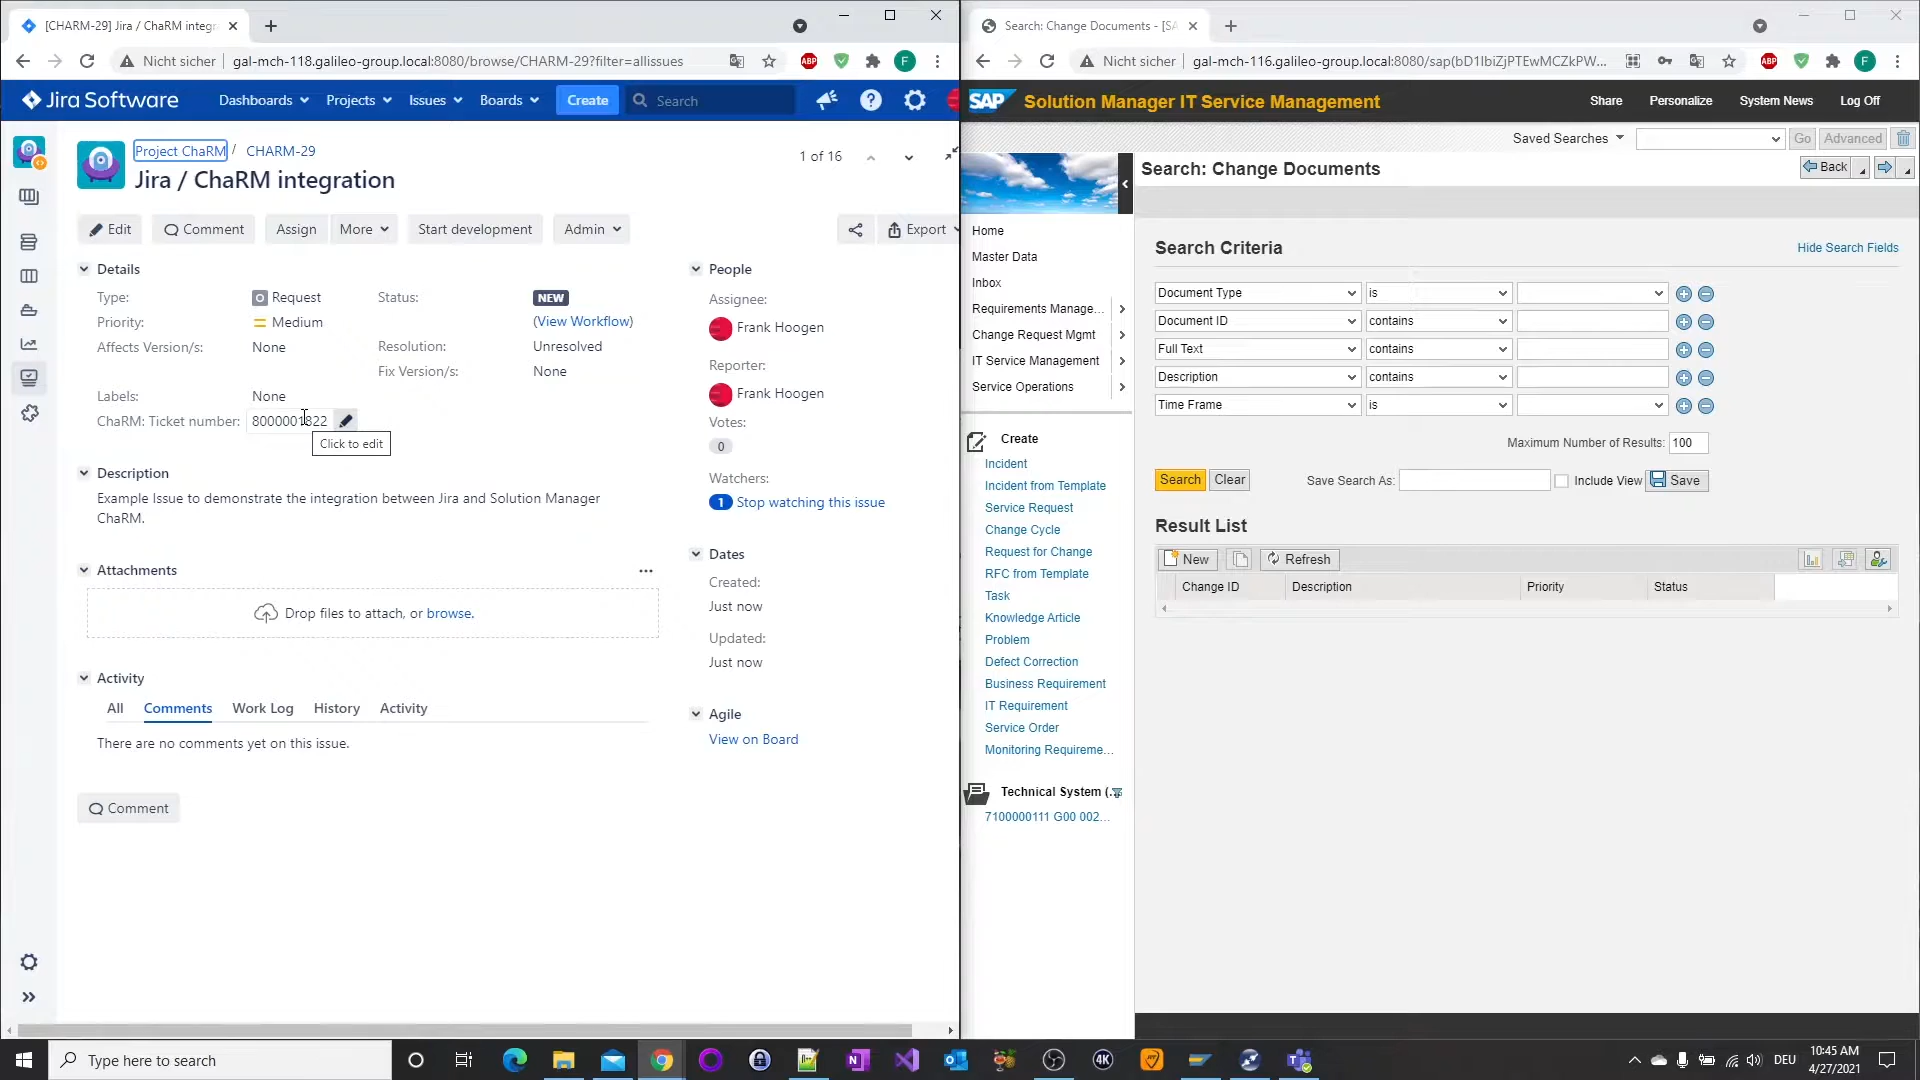 [CHARM-29] Jira / ChaRM integr
Nicht sicher
gal-mch-118.galileo-group.local:8080/browse/CHARM-29?filter=allissues
ABP
F
Jira Software
Dashboards
Projects
Issues
Boards
Create
Search
Project ChaRM / CHARM-29
1 of 16
Jira / ChaRM integration
Edit
Comment
Assign
More
Start development
Admin
Export
Details
Type: Request
Status: NEW
Priority: Medium
(View Workflow)
Affects Version/s: None
Resolution: Unresolved
Fix Version/s: None
Labels: None
ChaRM: Ticket number: 8000001822
Click to edit
Description
Example Issue to demonstrate the integration between Jira and Solution Manager
ChaRM.
Attachments
Drop files to attach, or browse.
Activity
All
Comments
Work Log
History
Activity
There are no comments yet on this issue.
Comment
People
Assignee:
Frank Hoogen
Reporter:
Frank Hoogen
Votes:
0
Watchers:
1 Stop watching this issue
Dates
Created:
Just now
Updated:
Just now
Agile
View on Board
Search: Change Documents - [SA
Nicht sicher
gal-mch-116.galileo-group.local:8080/sap(bD1lbiZjPTEwMCZkPW...
ABP
F
SAP
Solution Manager IT Service Management
Share
Personalize
System News
Log Off
Saved Searches
Go
Advanced
Search: Change Documents
Back
Home
Master Data
Inbox
Requirements Manage...
Change Request Mgmt
IT Service Management
Service Operations
Create
Incident
Incident from Template
Service Request
Change Cycle
Request for Change
RFC from Template
Task
Knowledge Article
Problem
Defect Correction
Business Requirement
IT Requirement
Service Order
Monitoring Requireme...
Technical System (.
7100000111 G00 002...
Search Criteria
Hide Search Fields
Document Type is
Document ID contains
Full Text contains
Description contains
Time Frame is
Maximum Number of Results: 100
Search
Clear
Save Search As:
Include View
Save
Result List
New
Refresh
Change ID
Description
Priority
Status
Type here to search
4K
DEU
10:45 AM
4/27/2021